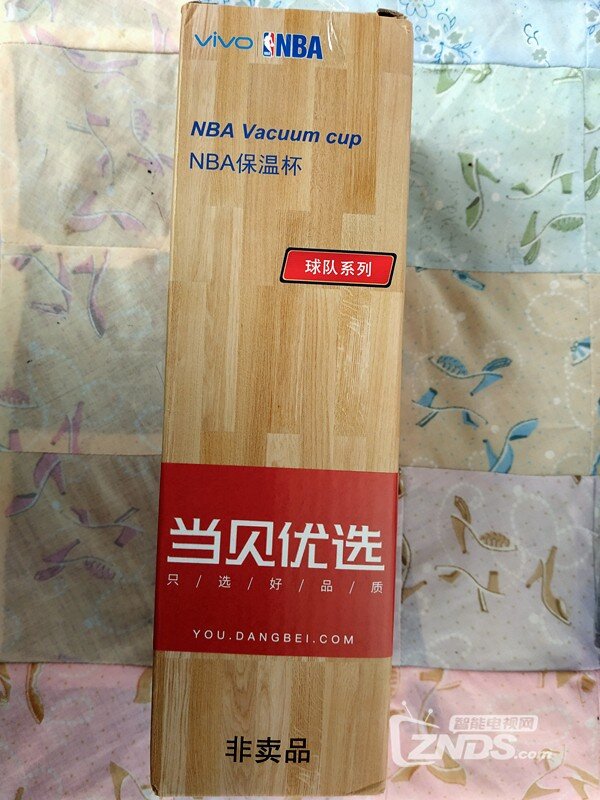 vivo NBA
NBA Vacuum cup
NBA保温杯
球队系列
当贝优选
只/选/好/品/质
YOU.DANGBEI.COM
非卖品
智能电视网
ZNDS.com